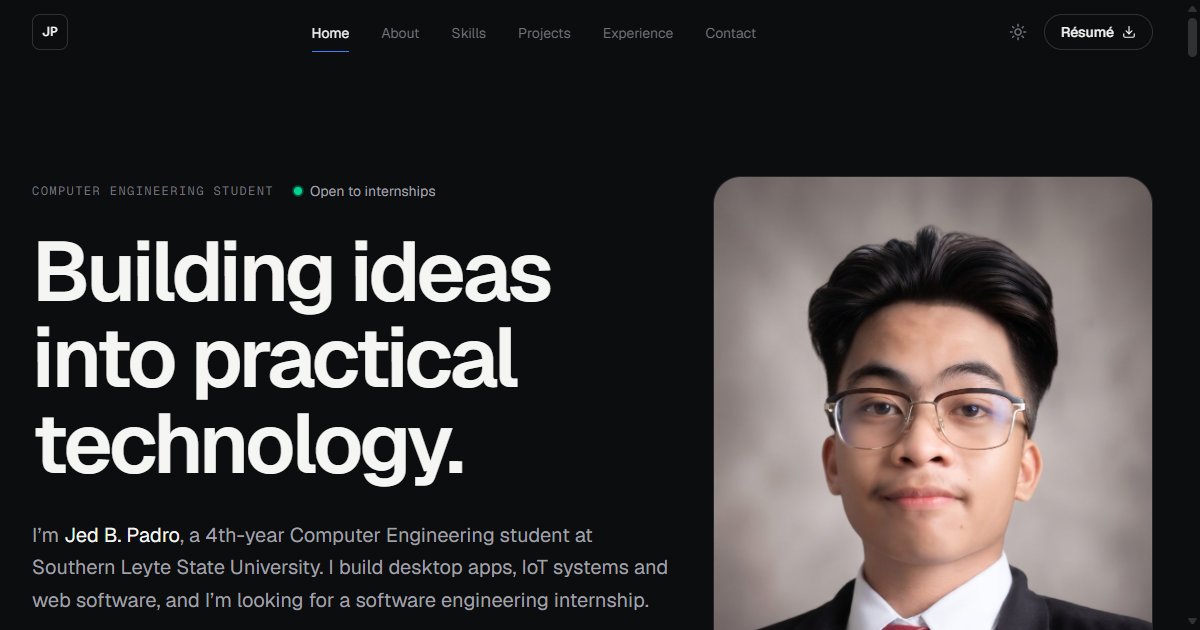 JP
Home
About
Skills
Projects
Experience
Contact
Résumé
COMPUTER ENGINEERING STUDENT
Open to internships
Building ideas
into practical
technology.
I’m Jed B. Padro, a 4th-year Computer Engineering student at
Southern Leyte State University. I build desktop apps, IoT systems and
web software, and I’m looking for a software engineering internship.